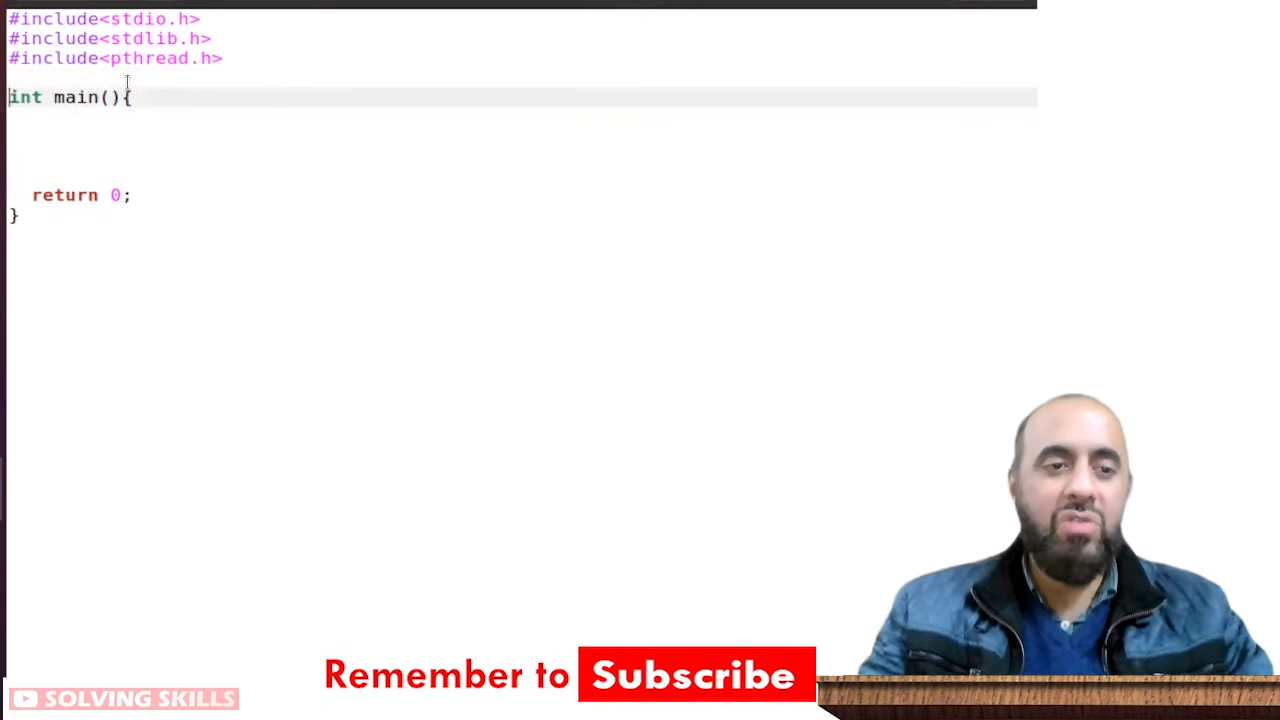 #include<stdio.h>
#include<stdlib.h>
#include<pthread.h>
int main(){
return 0;
}
Remember to Subscribe
SOLVING SKILLS